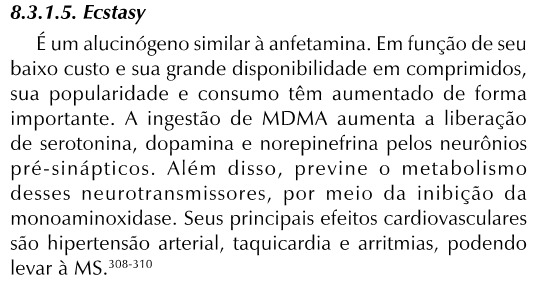 8.3.1.5. Ecstasy
É um alucinógeno similar à anfetamina. Em função de seu
baixo custo e sua grande disponibilidade em comprimidos,
sua popularidade e consumo têm aumentado de forma
importante. A ingestão de MDMA aumenta a liberação
de serotonina, dopamina e norepinefrina pelos neurônios
pré-sinápticos. Além disso, previne o metabolismo
desses neurotransmissores, por meio da inibição da
monoaminoxidase. Seus principais efeitos cardiovasculares
são hipertensão arterial, taquicardia e arritmias, podendo
levar à MS.308-310